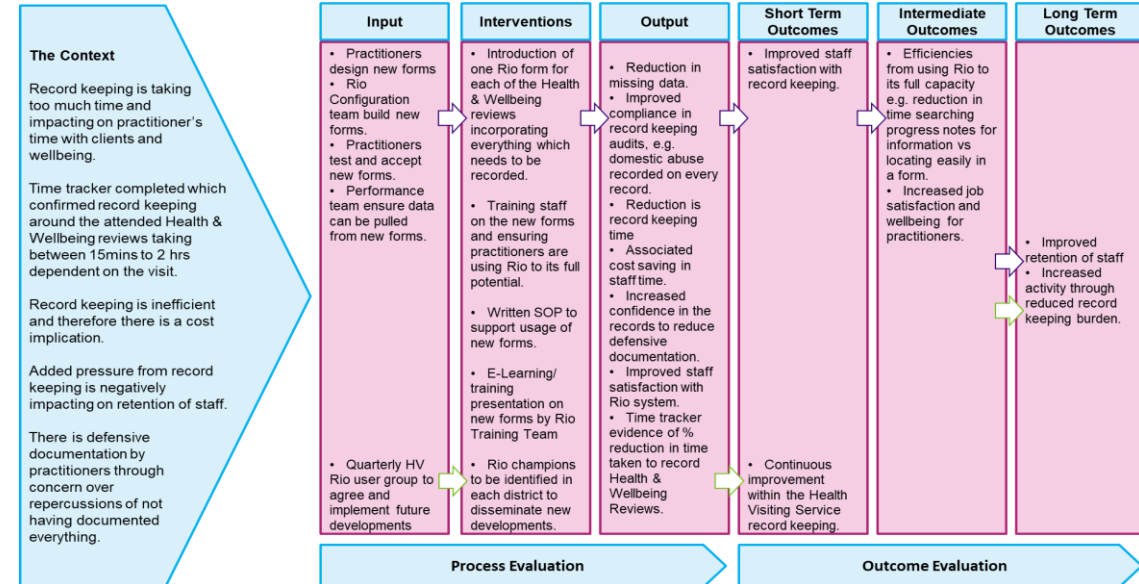 The Context
Record keeping is taking
too much time and
impacting on practitioner's
time with clients and
wellbeing.
Time tracker completed which
confirmed record keeping
around the attended Health &
Wellbeing reviews taking
between 15mins to 2 hrs
dependent on the visit.
Record keeping is inefficient
and therefore there is a cost
implication.
Added pressure from record
keeping is negatively
impacting on retention of staff.
There is defensive
documentation by
practitioners through
concern over
repercussions of not
having documented
everything.
Input
• Practitioners
design new forms
• Rio
Configuration
team build new
forms.
• Practitioners
test and accept
new forms.
• Performance
team ensure data
can be pulled
from new forms.
• Quarterly HV
Rio user group to
agree and
implement future
developments
Interventions
• Introduction of
one Rio form for
each of the Health
& Wellbeing
reviews
incorporating
everything which
needs to be
recorded.
• Training staff
on the new forms
and ensuring
practitioners are
using Rio to its full
potential.
• Written SOP to
support usage of
new forms.
• E-Learning/
training
presentation on
new forms by Rio
Training Team
• Rio champions
to be identified in
each district to
disseminate new
developments.
Output
• Reduction in
missing data.
• Improved
compliance in
record keeping
audits, e.g.
domestic abuse
recorded on every
record.
• Reduction is
record keeping
time
• Associated
cost saving in
staff time.
• Increased
confidence in the
records to reduce
defensive
documentation.
• Improved staff
satisfaction with
Rio system.
• Time tracker
evidence of %
reduction in time
taken to record
Health &
Wellbeing
Reviews.
Short Term
Outcomes
• Improved staff
satisfaction with
record keeping.
• Continuous
improvement
within the Health
Visiting Service
record keeping.
Intermediate
Outcomes
• Efficiencies
from using Rio to
its full capacity
e.g. reduction in
time searching
progress notes for
information vs
locating easily in
a form.
• Increased job
satisfaction and
wellbeing for
practitioners.
Long Term
Outcomes
• Improved
retention of staff
• Increased
activity through
reduced record
keeping burden.
Process Evaluation
Outcome Evaluation